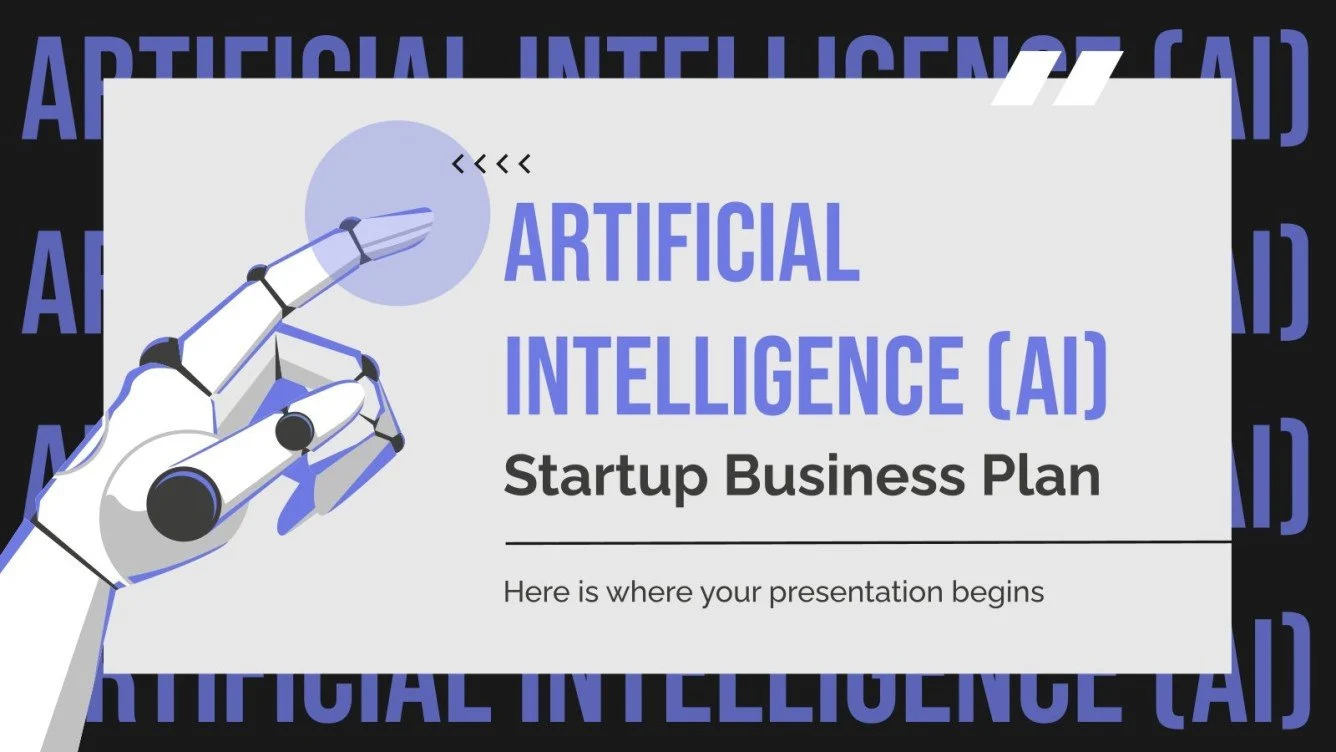 ARTIFICIAL INTELLIGENCE (AI)
<<<<
ARTIFICIAL
INTELLIGENCE (AI)
Startup Business Plan
Here is where your presentation begins
ARTIFICIAL INTELLIGENCE (AI)